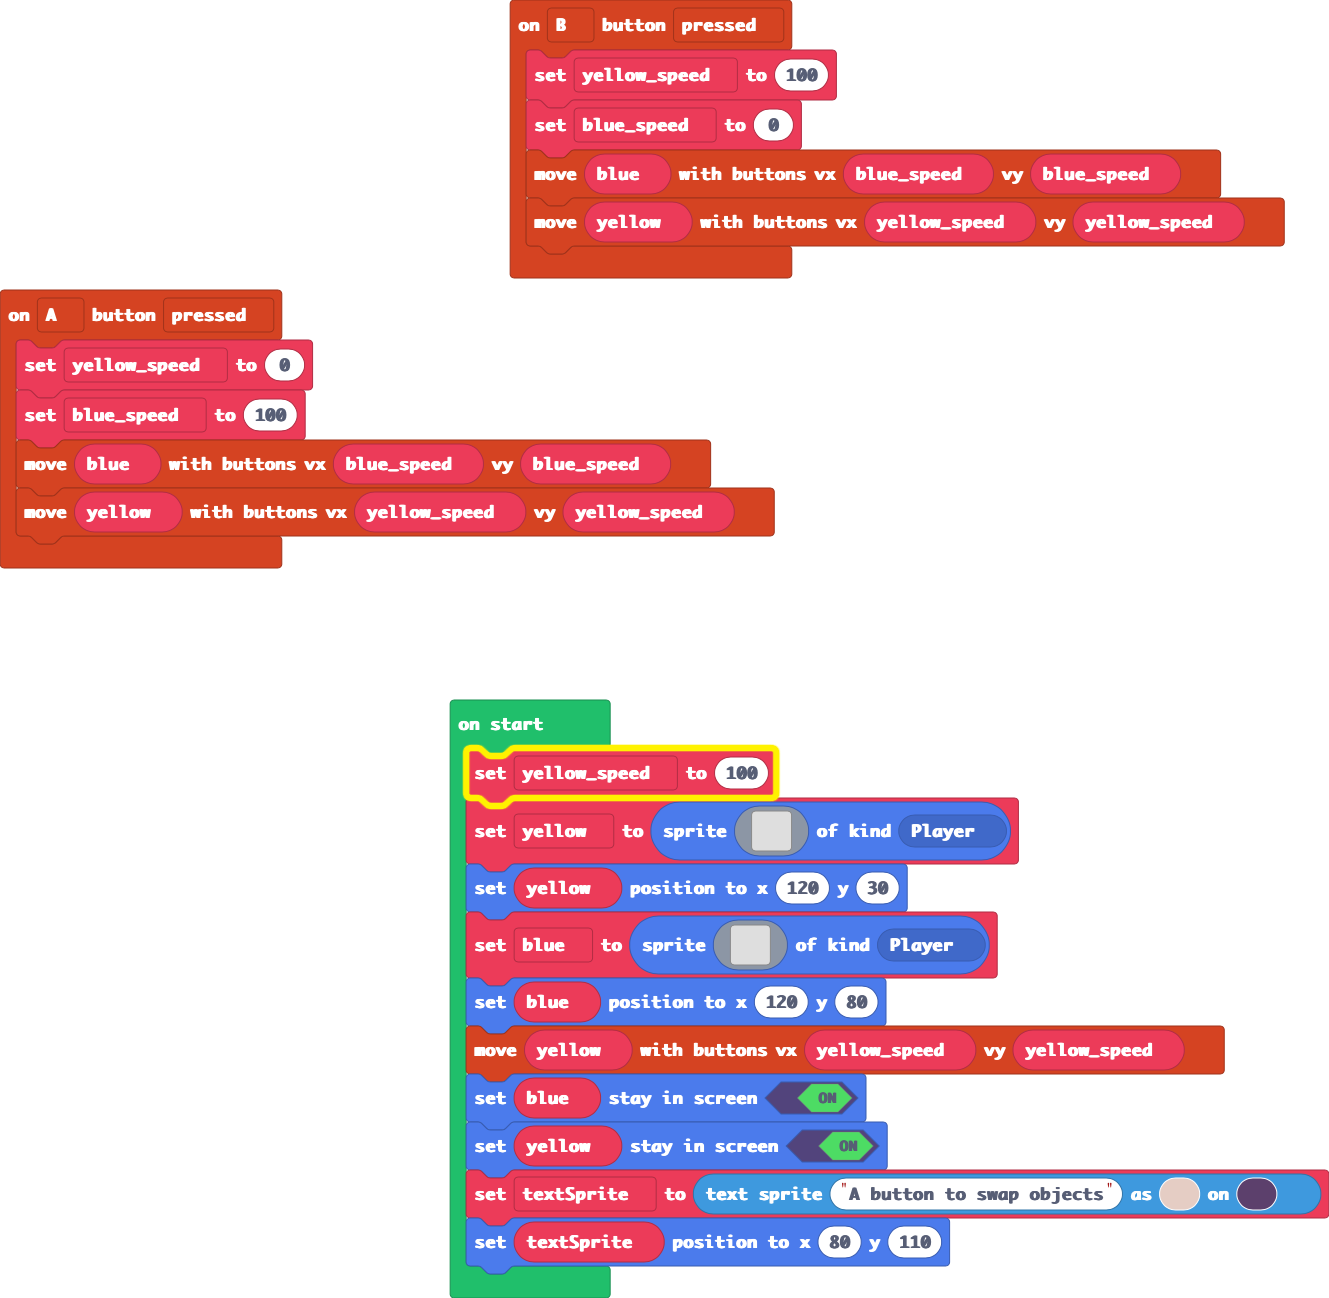 on B button pressed
set yellow_speed to 100
set blue_speed to 0
move blue with buttons vx blue_speed vy blue_speed
move yellow with buttons vx yellow_speed vy yellow_speed
on A button pressed
set yellow_speed to 0
set blue_speed to 100
move blue with buttons vx blue_speed vy blue_speed
move yellow with buttons vx yellow_speed vy yellow_speed
on start
set yellow_speed to 100
set yellow to sprite of kind Player
set yellow position to x 120 y 30
set blue to sprite of kind Player
set blue position to x 120 y 80
move yellow with buttons vx yellow_speed vy yellow_speed
set blue stay in screen ON
set yellow stay in screen ON
set textSprite to text sprite "A button to swap objects" as on
set textSprite position to x 80 y 110